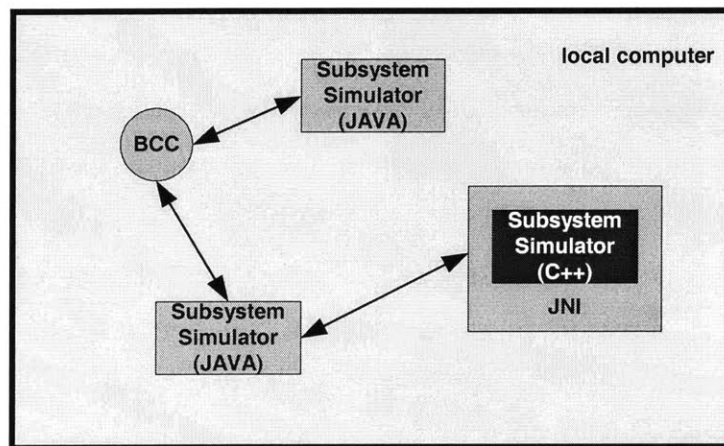 local computer
Subsystem
Simulator
(JAVA)
BCC
Subsystem
Simulator
(C++)
JNI
Subsystem
Simulator
(JAVA)